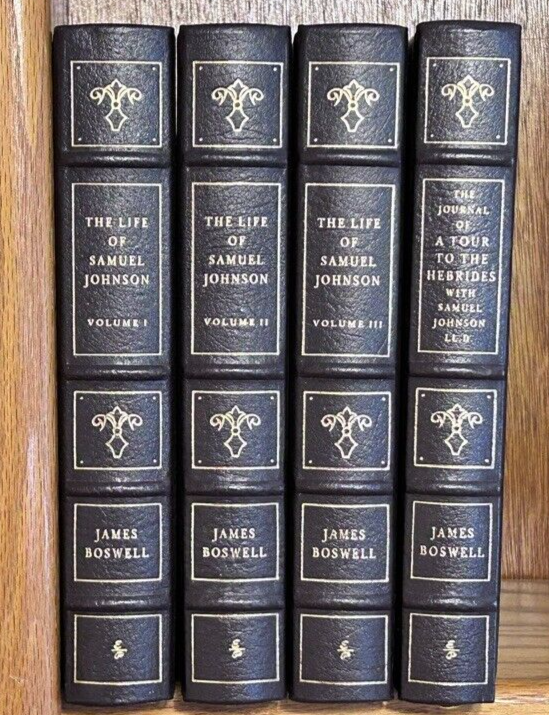 THE LIFE
OF
SAMUEL
JOHNSON
VOLUME I
JAMES
BOSWELL
THE LIFE
OF
SAMUEL
JOHNSON
VOLUME II
JAMES
BOSWELL
THE LIFE
OF
SAMUEL
JOHNSON
VOLUME III
JAMES
BOSWELL
THE
JOURNAL
OF
A TOUR
TO THE
HEBRIDES
WITH
SAMUEL
JOHNSON
LL.D.
JAMES
BOSWELL